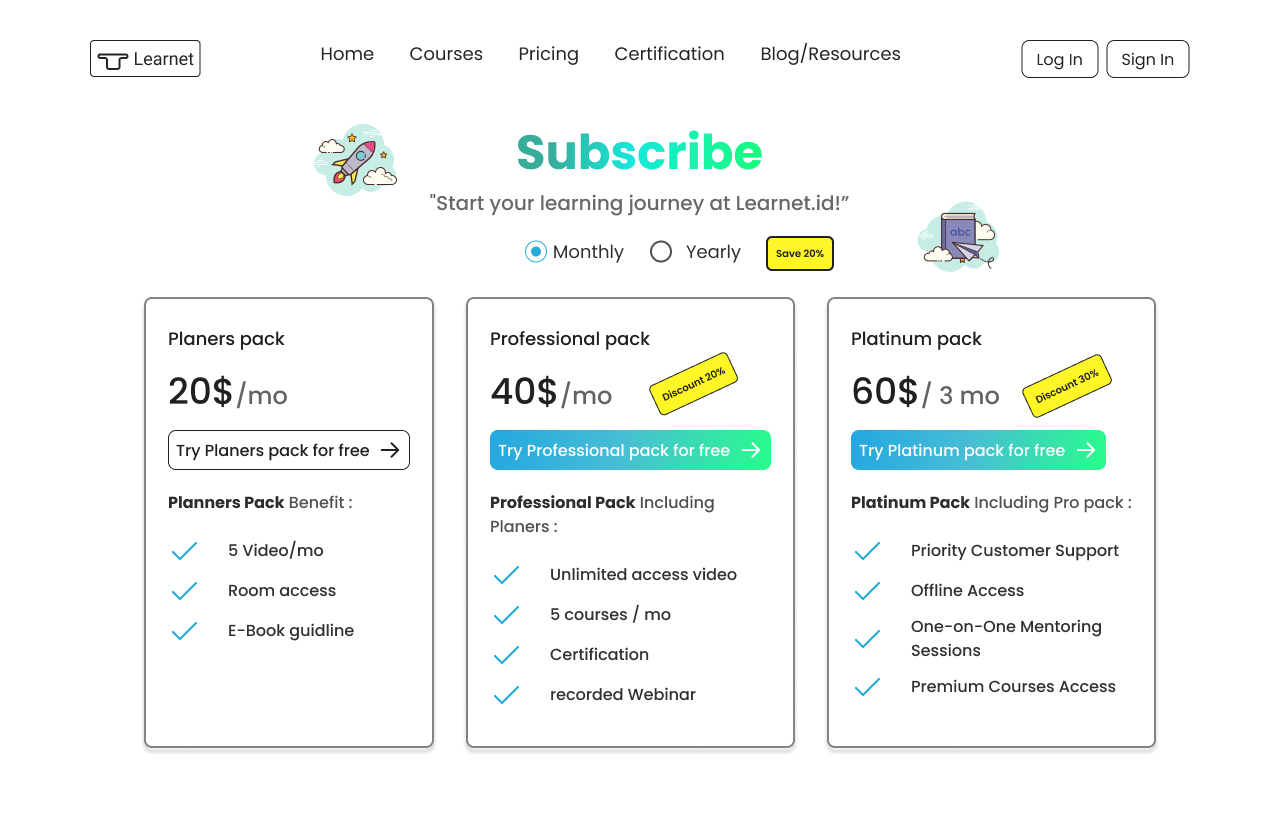 Learnet
Home Courses Pricing Certification Blog/Resources
Log In Sign In
Subscribe
"Start your learning journey at Learnet.id!”
abc
Monthly Yearly Save 20%
Planers pack
20$/mo
Try Planers pack for free
Planners Pack Benefit :
5 Video/mo
Room access
E-Book guidline
Professional pack
40$/mo
Discount 20%
Try Professional pack for free
Professional Pack Including
Planers :
Unlimited access video
5 courses / mo
Certification
recorded Webinar
Platinum pack
60$/ 3 mo
Discount 30%
Try Platinum pack for free
Platinum Pack Including Pro pack :
Priority Customer Support
Offline Access
One-on-One Mentoring
Sessions
Premium Courses Access